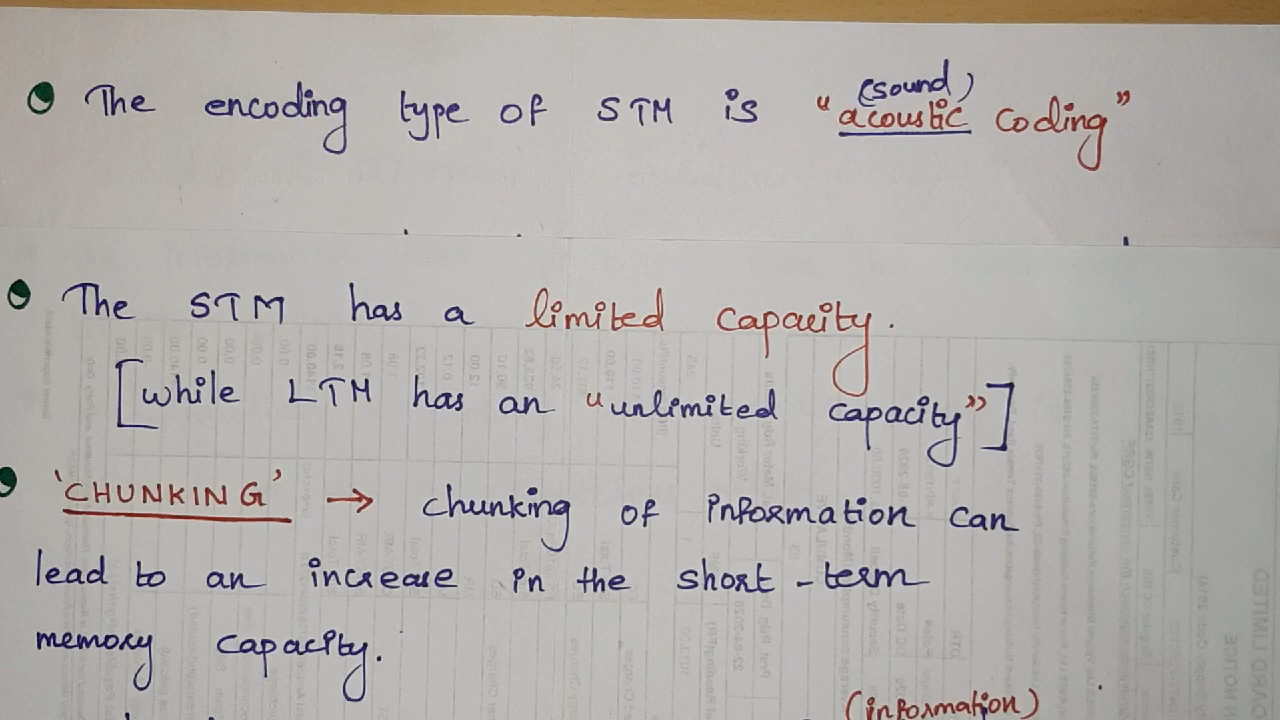 (sound)
The encoding type of STM is "acoustic coding"
The STM has a limited capacity.
[while LTM has an "unlimited capacity"]
'CHUNKING' → chunking of information can
lead to an increase in the short-term
memory capacity.
(information)